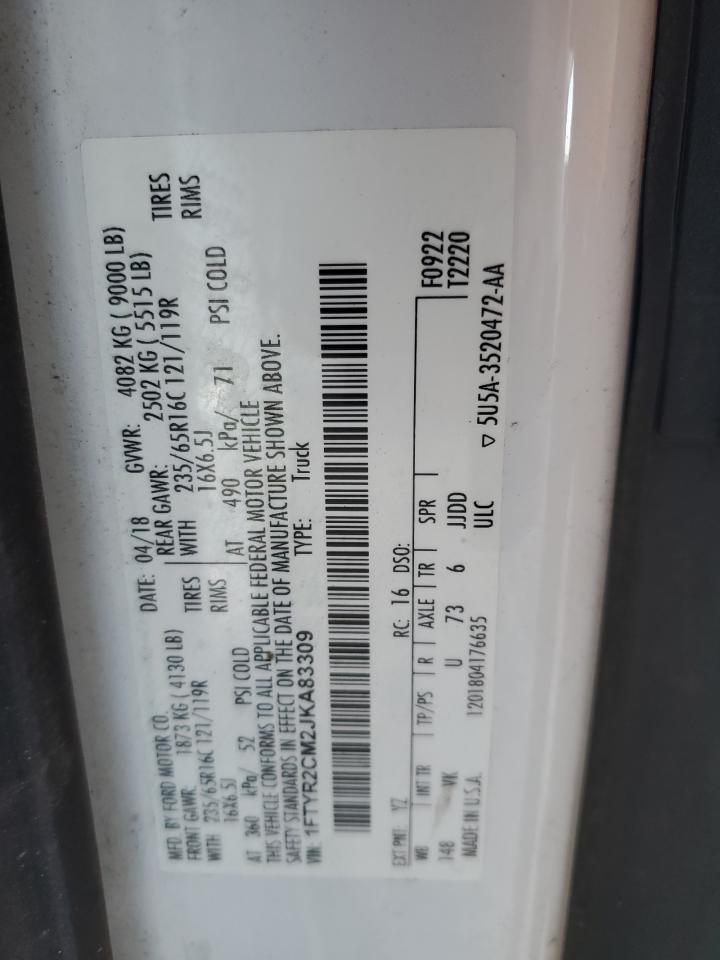 MFD. BY FORD MOTOR CO.
DATE: 04/18 GVWR: 4082 KG ( 9000 LB)
FRONT GAWR: 1873 KG ( 4130 LB) REAR GAWR: 2502 KG ( 5515 LB)
WITH 235/65R16C 121/119R TIRES WITH 235/65R16C 121/119R TIRES
16X6.5J RIMS 16X6.5J RIMS
AT 360 kPa/ 52 PSI COLD AT 490 kPa/ 71 PSI COLD
THIS VEHICLE CONFORMS TO ALL APPLICABLE FEDERAL MOTOR VEHICLE
SAFETY STANDARDS IN EFFECT ON THE DATE OF MANUFACTURE SHOWN ABOVE.
VIN: 1FTYR2CM2JKA83309 TYPE: Truck
EXT PNT: YZ RC: 16 DSO: F0922
WB INT TR TP/PS R AXLE TR SPR T2220
148 VK U 73 6 JJDD
MADE IN U.S.A. 1201804176635 ULC ▽ 5U5A-3520472-AA